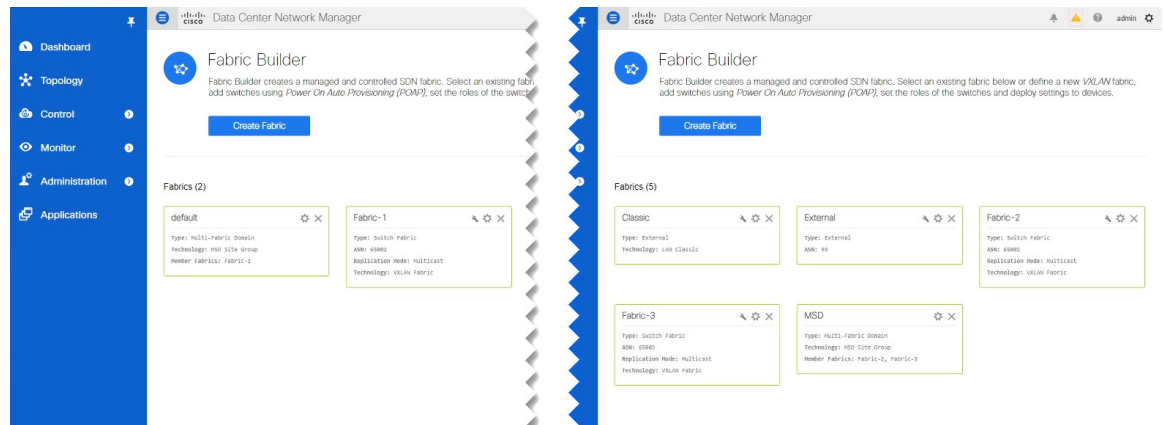 cisco Data Center Network Manager
Dashboard
Topology
Control
Monitor
Administration
Applications
Fabric Builder
Fabric Builder creates a managed and controlled SDN fabric. Select an existing fabr
add switches using Power On Auto Provisioning (POAP), set the roles of the switch
Create Fabric
Fabrics (2)
default
Type: Multi-Fabric Domain
Technology: MSO Site Group
Member Fabrics: Fabric-1
Fabric-1
Type: Switch Fabric
ASN: 65001
Replication Mode: Multicast
Technology: VXLAN Fabric
cisco Data Center Network Manager
admin
Fabric Builder
Fabric Builder creates a managed and controlled SDN fabric. Select an existing fabric below or define a new VXLAN fabric,
add switches using Power On Auto Provisioning (POAP), set the roles of the switches and deploy settings to devices.
Create Fabric
Fabrics (5)
Classic
Type: External
Technology: LAN Classic
External
Type: External
ASN: 99
Fabric-2
Type: Switch Fabric
ASN: 65002
Replication Mode: Multicast
Technology: VXLAN Fabric
Fabric-3
Type: Switch Fabric
ASN: 65003
Replication Mode: Multicast
Technology: VXLAN Fabric
MSD
Type: Multi-Fabric Domain
Technology: MSO Site Group
Member Fabrics: Fabric-2, Fabric-3